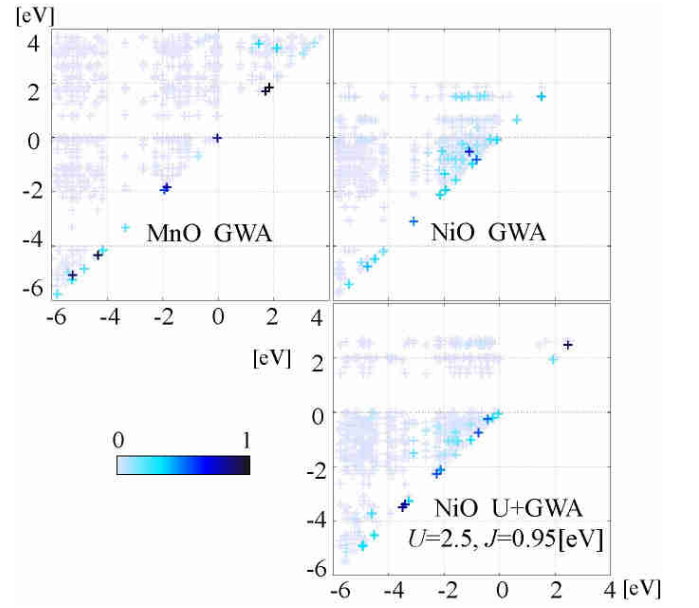 [eV]
4
2
0
-2
-4
-6
MnO GWA
NiO GWA
-6 -4 -2 0 2 4
[eV]
2
0
-2
-4
-6
0 1
NiO U+GWA
U=2.5, J=0.95[eV]
-6 -4 -2 0 2 4 [eV]